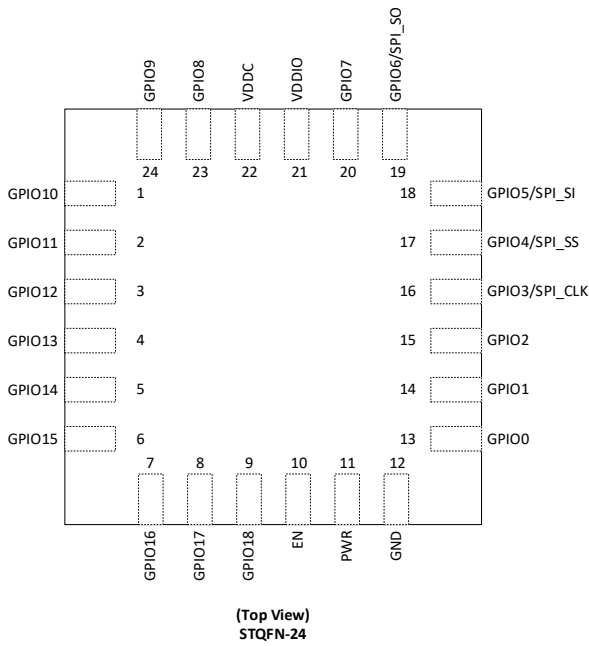 GPIO9
GPIO8
VDDC
VDDIO
GPIO7
GPIO6/SPI_SO
24
23
22
21
20
19
GPIO10
1
18
GPIO5/SPI_SI
GPIO11
2
17
GPIO4/SPI_SS
GPIO12
3
16
GPIO3/SPI_CLK
GPIO13
4
15
GPIO2
GPIO14
5
14
GPIO1
GPIO15
6
13
GPIO0
7
8
9
10
11
12
GPIO16
GPIO17
GPIO18
EN
PWR
GND
(Top View)
STQFN-24